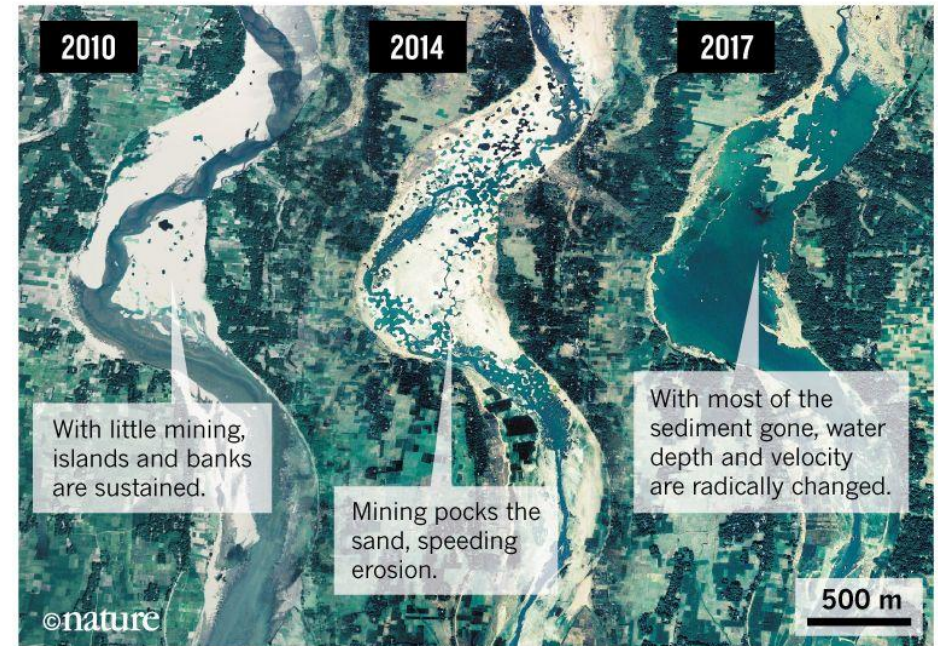 2010
2014
2017
With little mining,
islands and banks
are sustained.
Mining pocks the
sand, speeding
erosion.
With most of the
sediment gone, water
depth and velocity
are radically changed.
500 m
©nature